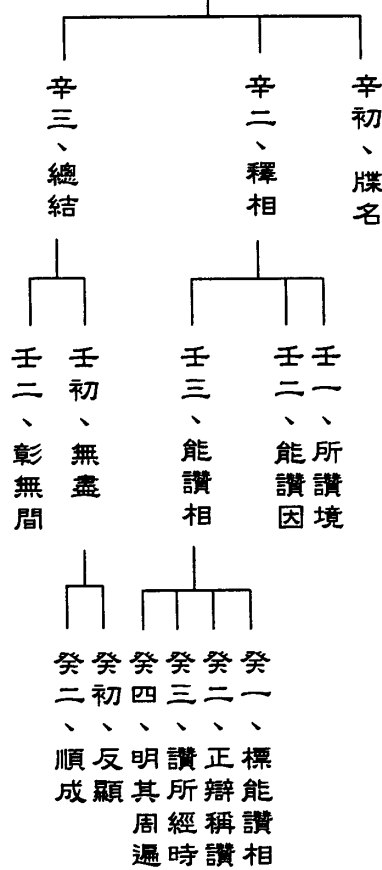 辛初、牒名
辛二、釋相
辛三、總結
壬一、所讚境
壬二、能讚因
壬三、能讚相
壬初、無盡
壬二、彰無間
癸一、標能讚相
癸二、正辯稱讚
癸三、讚所經時
癸四、明其周遍
癸初、反顯
癸二、順成